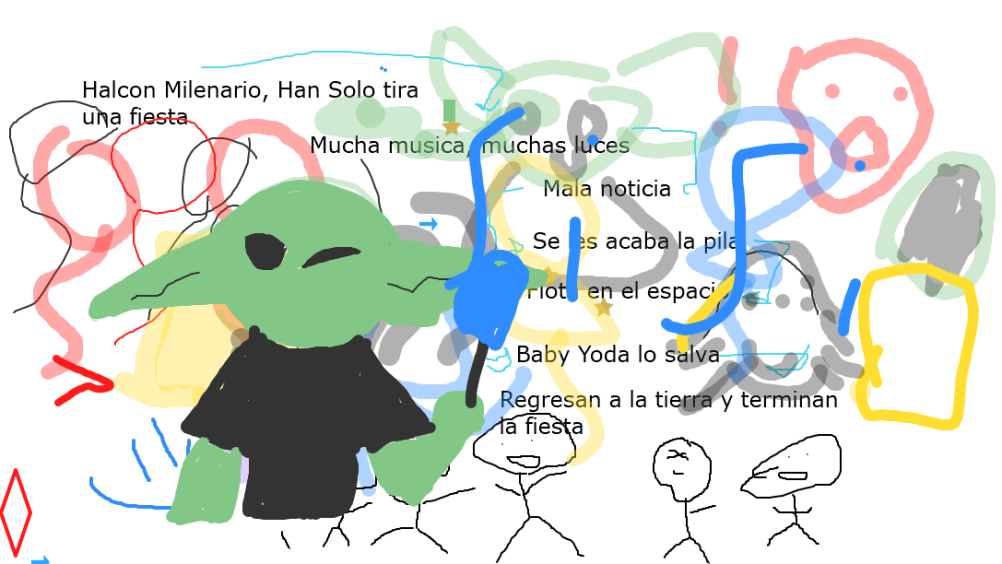 Halcon Milenario, Han Solo tira
una fiesta
Mucha musica, muchas luces
Mala noticia
Se les acaba la pila
Flota en el espacio
Baby Yoda lo salva
Regresan a la tierra y terminan
la fiesta